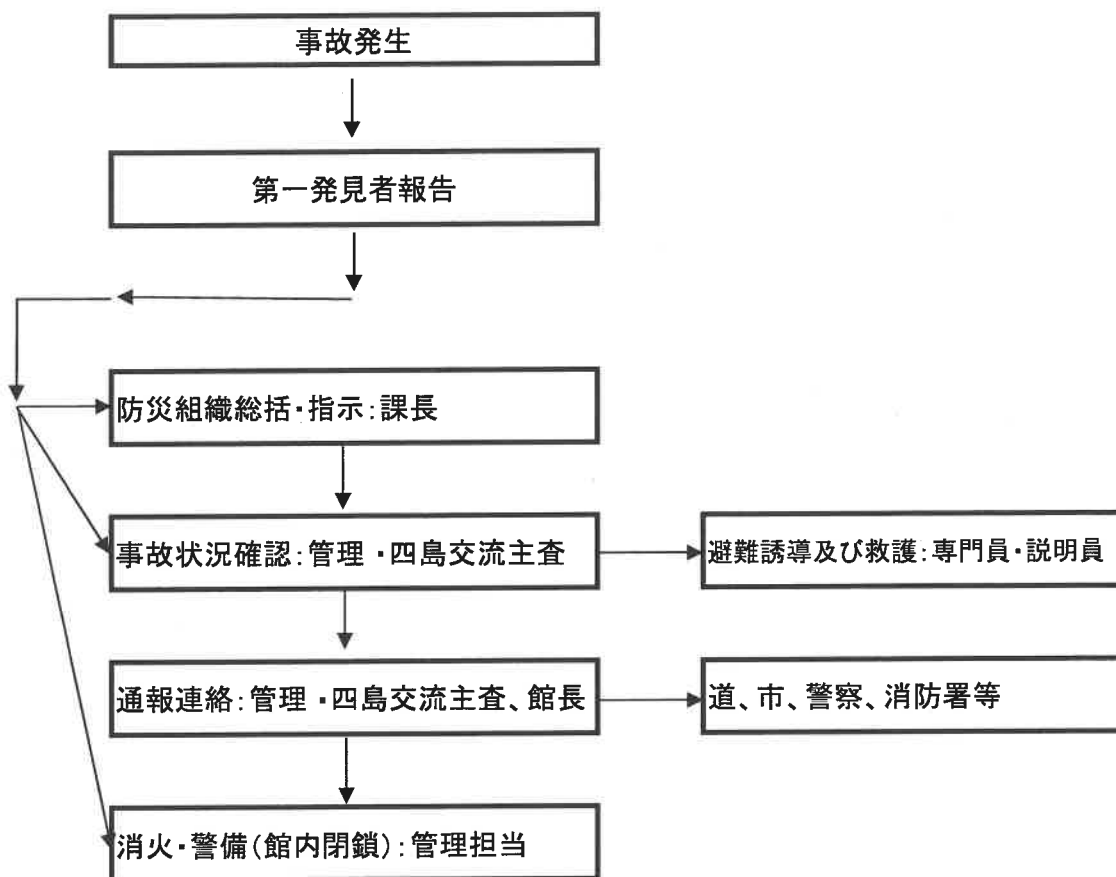 事故発生
第一発見者報告
防災組織総括・指示：課長
事故状況確認：管理・四島交流主査
避難誘導及び救護：専門員・説明員
通報連絡：管理・四島交流主査、館長
道、市、警察、消防署等
消火・警備（館内閉鎖）：管理担当